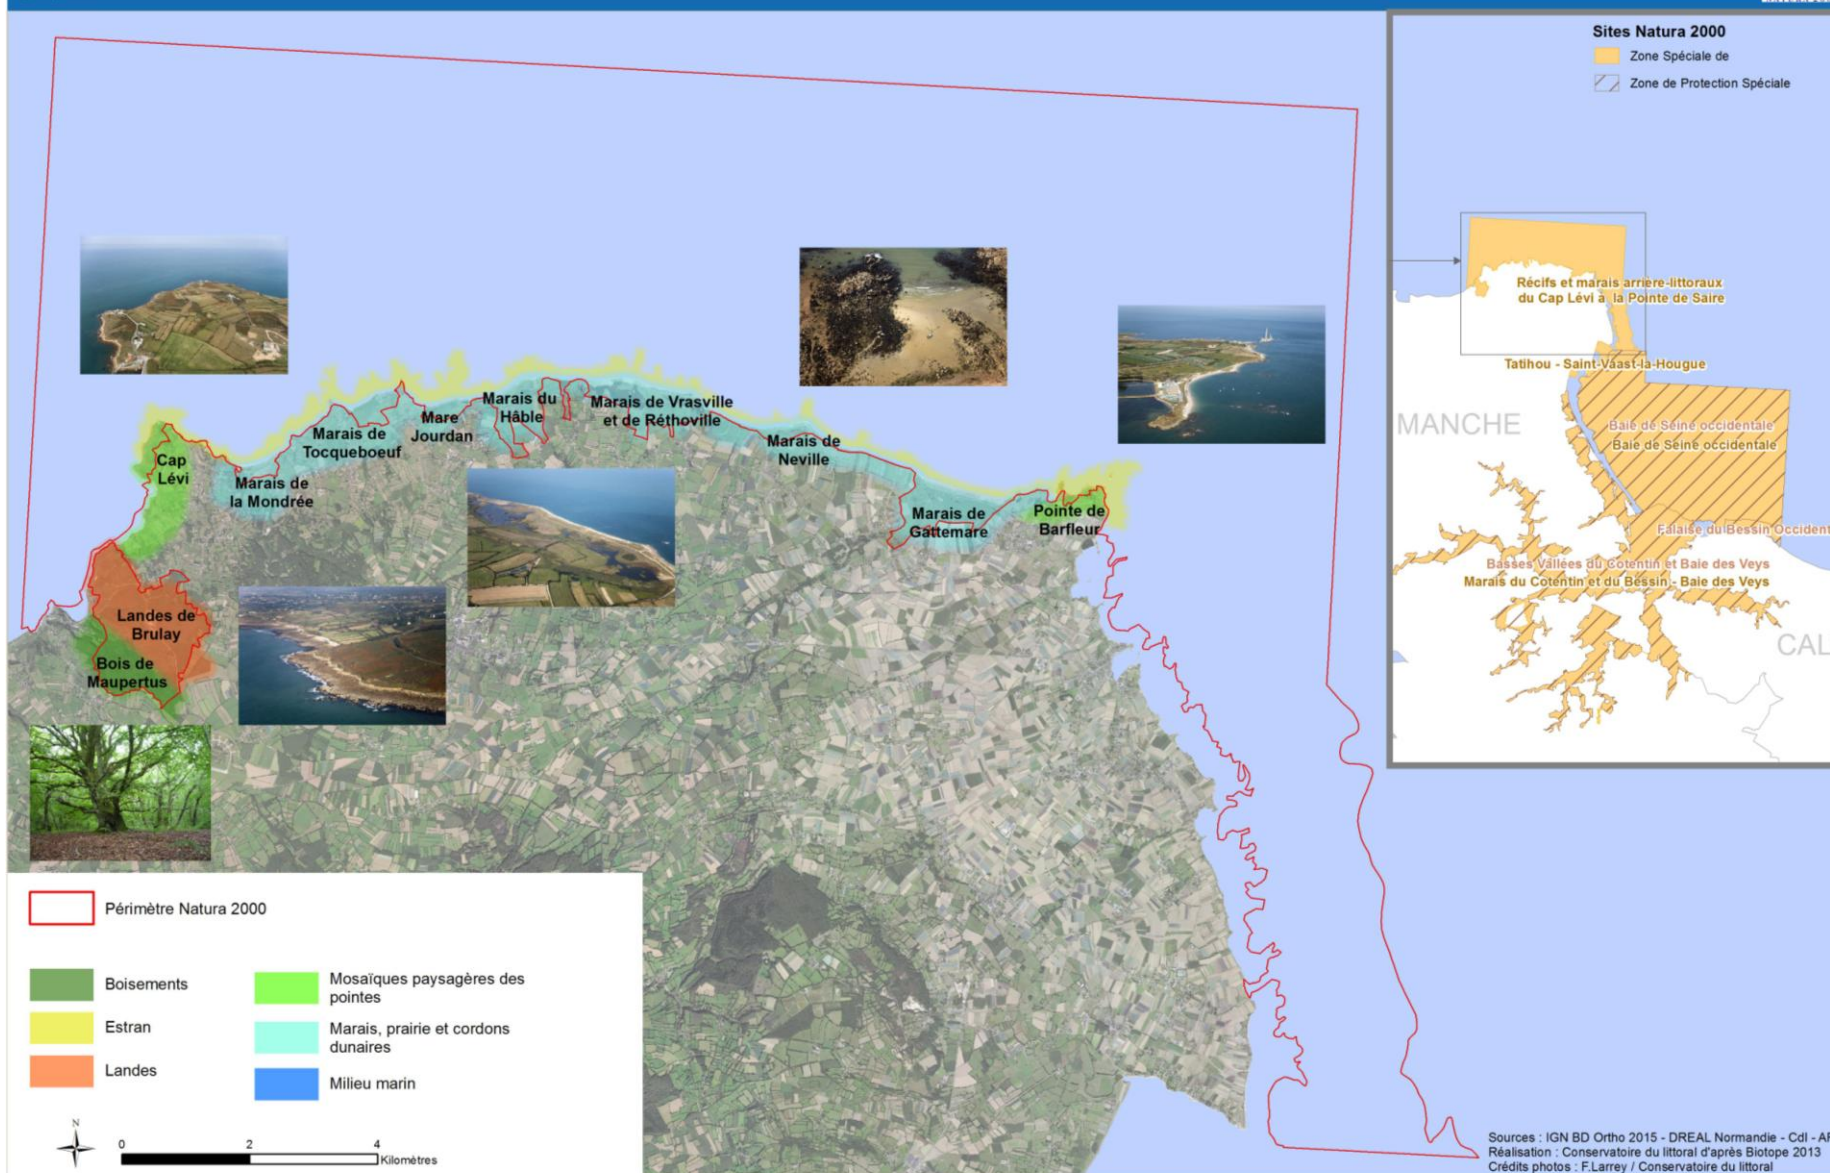 Sites Natura 2000
Zone Spéciale de
Zone de Protection Spéciale
Récifs et marais arrière-littoraux
du Cap Lévi à la Pointe de Saire
Tatihou - Saint-Vaast-la-Hougue
MANCHE
Baie de Seine occidentale
Baie de Seine occidentale
Falaise du Bessin Occident
Basses Vallées du Cotentin et Baie des Veys
Marais du Cotentin et du Bessin - Baie des Veys
CAL
Cap
Lévi
Marais de
la Mondrée
Marais de
Tocqueboeuf
Mare
Jourdan
Marais du
Hâble
Marais de Vrasville
et de Réthoville
Marais de
Neville
Marais de
Gattemare
Pointe de
Barfleur
Landes de
Brulay
Bois de
Maupertus
Périmètre Natura 2000
Boisements
Estran
Landes
Mosaïques paysagères des
pointes
Marais, prairie et cordons
dunaires
Milieu marin
N
0 2 4
Kilomètres
Sources : IGN BD Ortho 2015 - DREAL Normandie - Cdl - AF
Réalisation : Conservatoire du littoral d'après Biotope 2013
Crédits photos : F.Larrey / Conservatoire du littoral